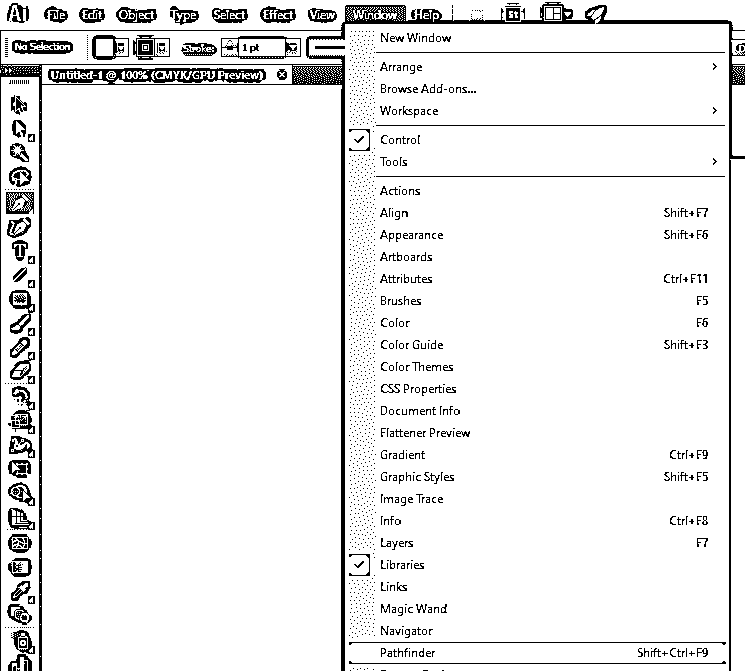 Ai File Edit Object Type Select Effect View Window Help St
No Selection Stroke: 1 pt
Untitled-1 @ 100% (CMYK/GPU Preview)
New Window
Arrange
Browse Add-ons...
Workspace
Control
Tools
Actions
Align Shift+F7
Appearance Shift+F6
Artboards
Attributes Ctrl+F11
Brushes F5
Color F6
Color Guide Shift+F3
Color Themes
CSS Properties
Document Info
Flattener Preview
Gradient Ctrl+F9
Graphic Styles Shift+F5
Image Trace
Info Ctrl+F8
Layers F7
Libraries
Links
Magic Wand
Navigator
Pathfinder Shift+Ctrl+F9